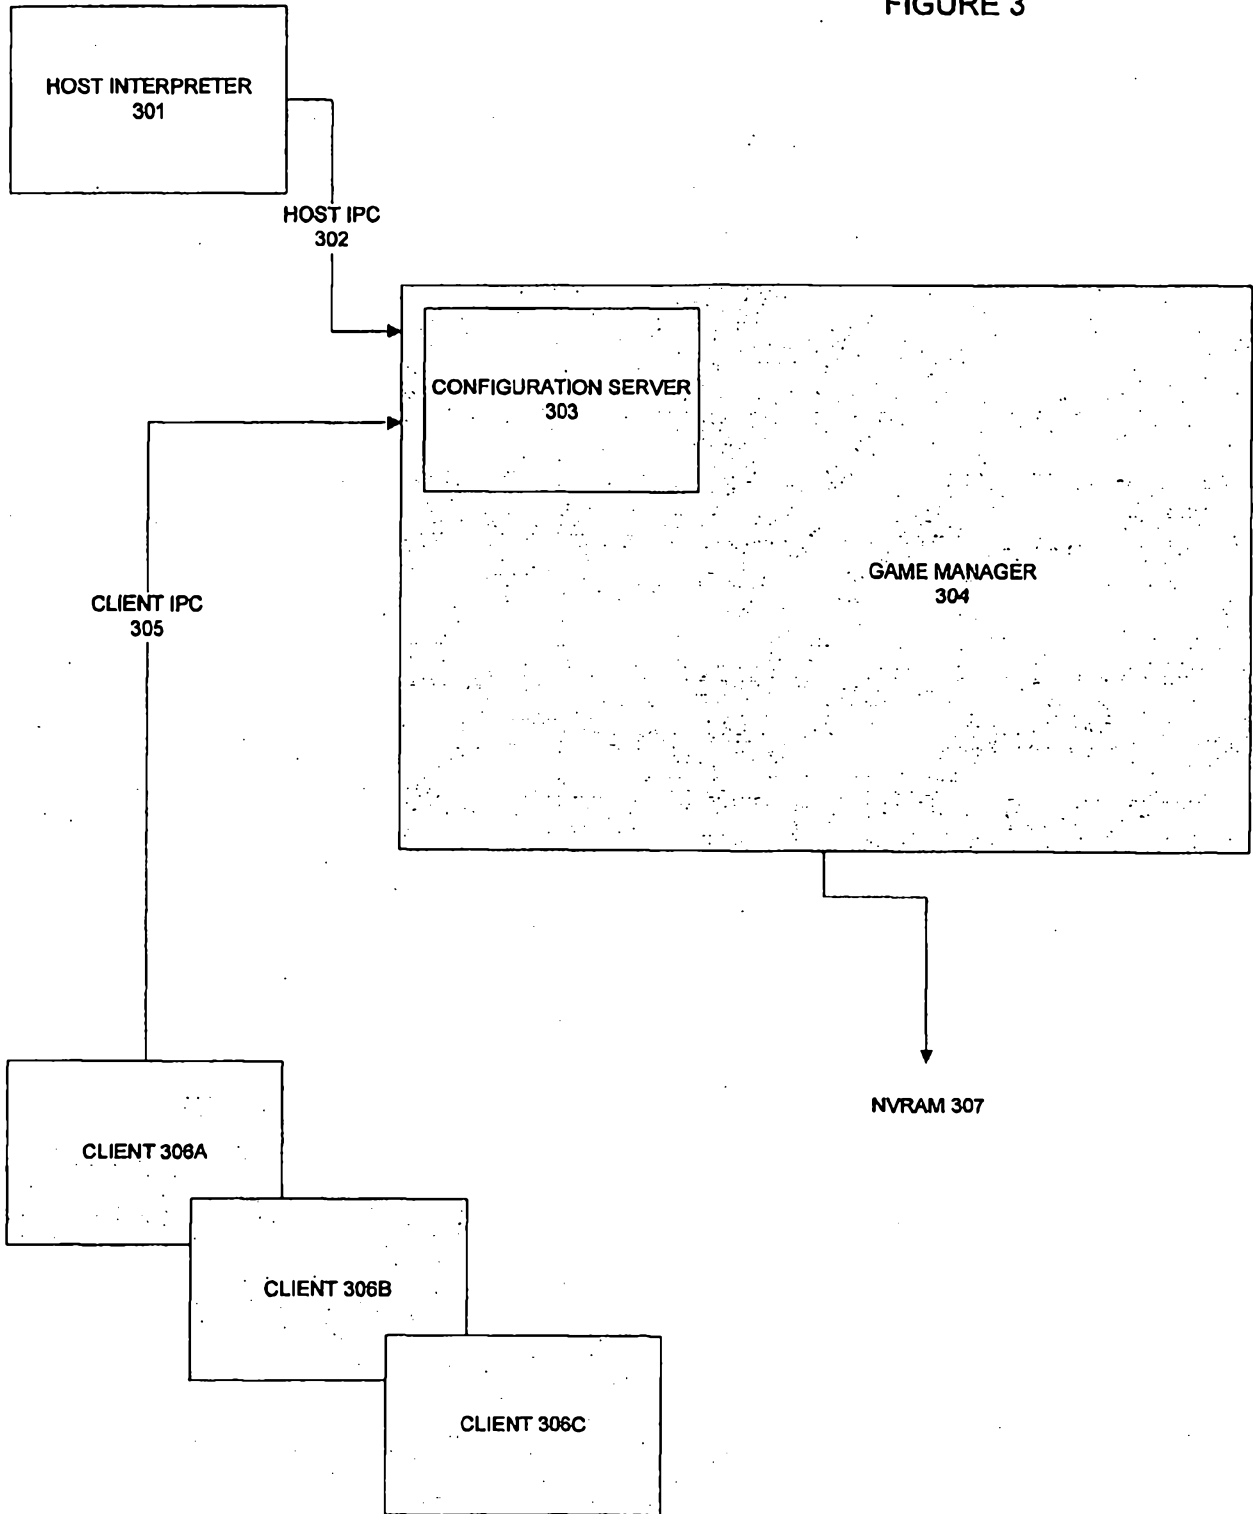 FIGURE 3
HOST INTERPRETER
301
HOST IPC
302
CONFIGURATION SERVER
303
GAME MANAGER
304
CLIENT IPC
305
NVRAM 307
CLIENT 306A
CLIENT 306B
CLIENT 306C